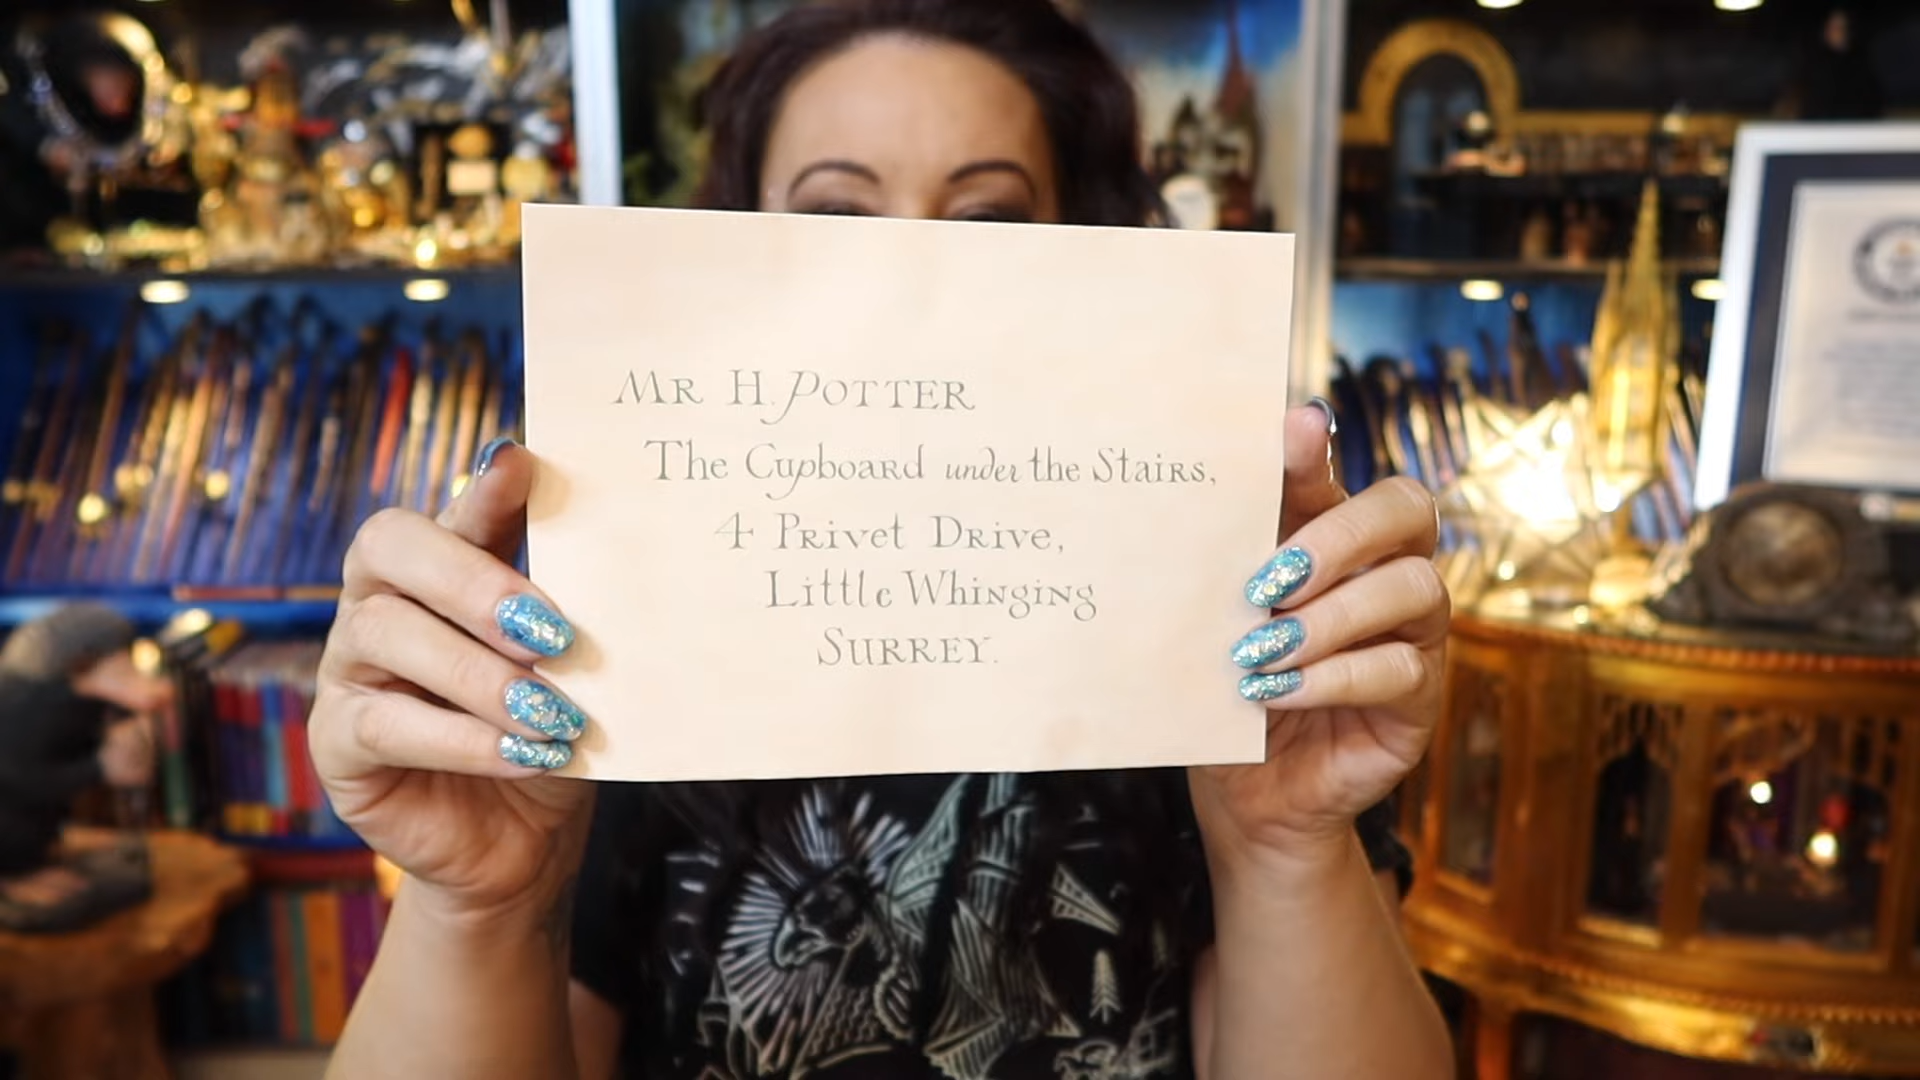 Mr H. Potter
The Cupboard under the Stairs,
4 Privet Drive,
Little Whinging
Surrey.